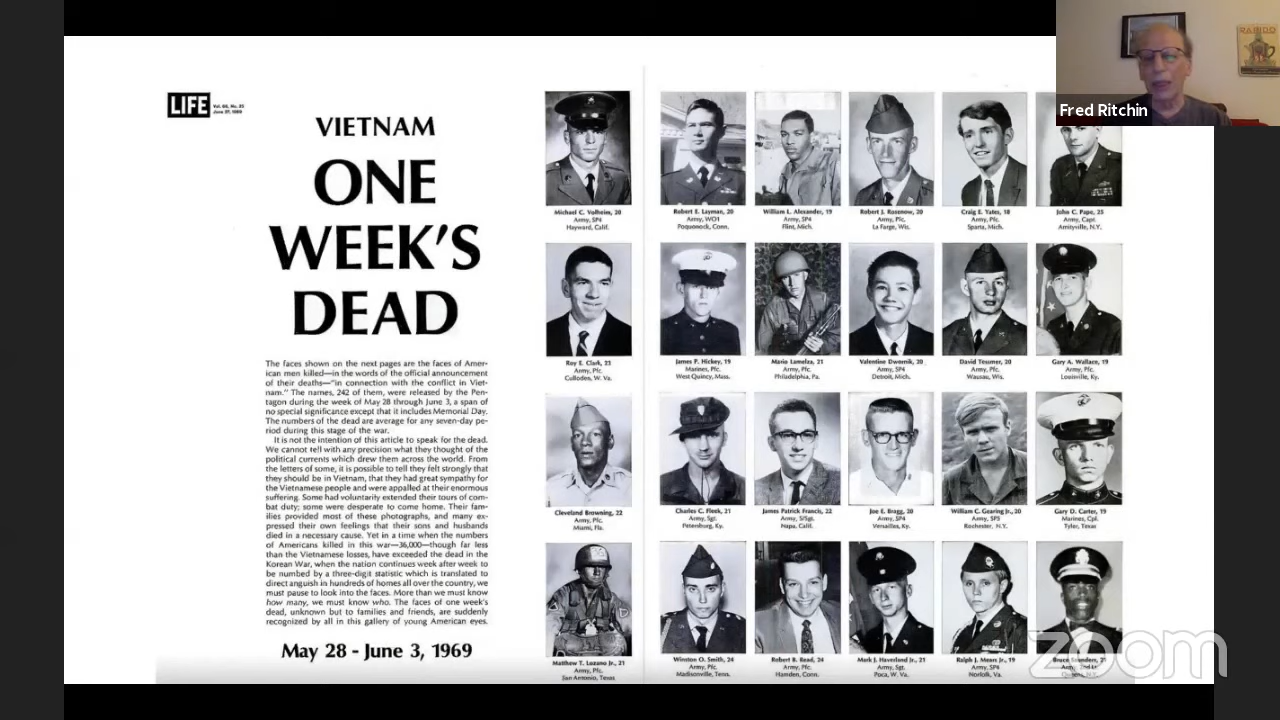 LIFE
June 27, 1969
VIETNAM
ONE
WEEK'S
DEAD
The faces shown on the next pages are the faces of Amer-
ican men killed—in the words of the official announcement
of their deaths—"in connection with the conflict in Viet-
nam." The names, 242 of them, were released by the Pen-
tagon during the week of May 28 through June 3, a span of
no special significance except that it includes Memorial Day.
The numbers of the dead are average for any seven-day pe-
riod during this stage of the war.
It is not the intention of this article to speak for the dead.
We cannot tell with any precision what they thought of the
political currents which drew them across the world. From
the letters of some, it is possible to tell they felt strongly that
they should be in Vietnam, that they had great sympathy for
the Vietnamese people and were appalled at their enormous
suffering. Some had voluntarily extended their tours of com-
bat duty; some were desperate to come home. Their fam-
ilies provided most of these photographs, and many ex-
pressed their own feelings that their sons and husbands
died in a necessary cause. Yet in a time when the numbers
of Americans killed in this war—36,000—though far less
than the Vietnamese losses, have exceeded the dead in the
Korean War, when the nation continues week after week to
be numbed by a three-digit statistic which is translated to
direct anguish in hundreds of homes all over the country, we
must pause to look into the faces. More than we must know
how many, we must know who. The faces of one week's
dead, unknown but to families and friends, are suddenly
recognized by all in this gallery of young American eyes.
May 28 - June 3, 1969
Michael C. Volheim, 20
Army, SP4
Hayward, Calif.
Robert E. Layman, 20
Army, WO1
Poquonock, Conn.
William L. Alexander, 19
Army, SP4
Flint, Mich.
Robert J. Rosenow, 20
Army, Pfc.
La Farge, Wis.
Craig E. Yates, 18
Army, Pfc.
Sparta, Mich.
John C. Pape, 25
Army, Capt.
Amityville, N.Y.
Roy E. Clark, 23
Army, Pfc.
Culloden, W. Va.
James P. Hickey, 19
Marines, Pfc.
West Quincy, Mass.
Mario Lamelza, 21
Army, Pfc.
Philadelphia, Pa.
Valentine Dwornik, 20
Army, SP4
Detroit, Mich.
David Teumer, 20
Army, Pfc.
Wausau, Wis.
Gary A. Wallace, 19
Army, Pfc.
Louisville, Ky.
Cleveland Browning, 22
Army, Pfc.
Miami, Fla.
Charles C. Fleek, 21
Army, Sgt.
Petersburg, Ky.
James Patrick Francis, 22
Army, S/Sgt.
Napa, Calif.
Joe E. Bragg, 20
Army, SP4
Versailles, Ky.
William C. Gearing Jr., 20
Army, SP5
Rochester, N.Y.
Gary D. Carter, 19
Marines, Cpl.
Tyler, Texas
Matthew T. Lozano Jr., 21
Army, Pfc.
San Antonio, Texas
Winston O. Smith, 24
Army, Pfc.
Madisonville, Tenn.
Robert B. Read, 24
Army, Pfc.
Hamden, Conn.
Mark J. Haverland Jr., 21
Army, Sgt.
Poca, W. Va.
Ralph J. Mears Jr., 19
Army, SP4
Norfolk, Va.
Bruce Saunders, 21
Fred Ritchin
zoom